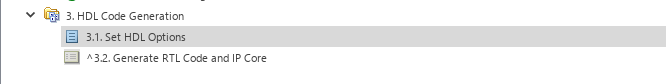 3. HDL Code Generation
3.1. Set HDL Options
^3.2. Generate RTL Code and IP Core